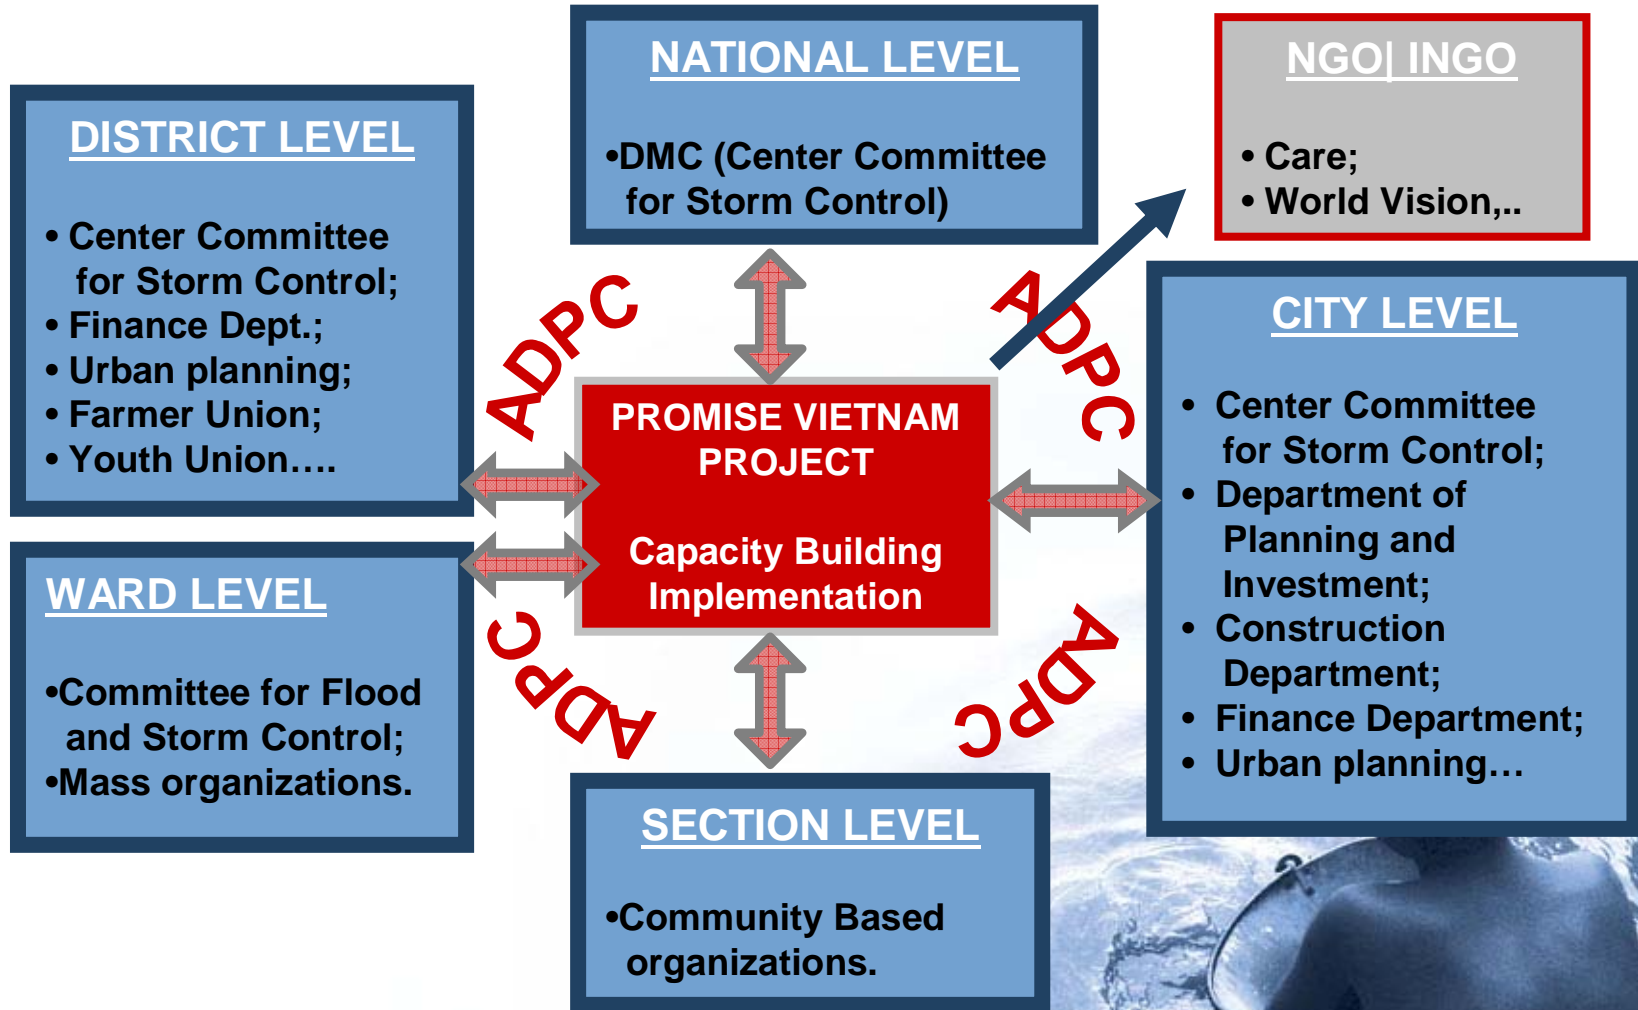 NATIONAL LEVEL
•DMC (Center Committee
for Storm Control)
NGO| INGO
• Care;
• World Vision,..
DISTRICT LEVEL
• Center Committee
for Storm Control;
• Finance Dept.;
• Urban planning;
• Farmer Union;
• Youth Union….
ADPC
ADPC
CITY LEVEL
• Center Committee
for Storm Control;
• Department of
Planning and
Investment;
• Construction
Department;
• Finance Department;
• Urban planning…
PROMISE VIETNAM
PROJECT
Capacity Building
Implementation
WARD LEVEL
•Committee for Flood
and Storm Control;
•Mass organizations.
ADPC
ADPC
SECTION LEVEL
•Community Based
organizations.